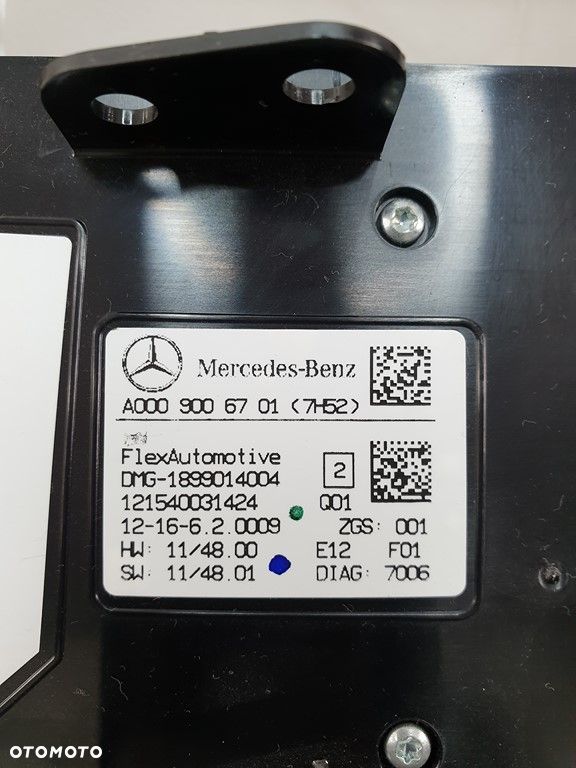 Mercedes-Benz
A000 900 67 01 (7H52)
FlexAutomotive
DMG-1899014004 2
121540031424 Q01
12-16-6.2.0009 ZGS: 001
HW: 11/48.00 E12 F01
SW: 11/48.01 DIAG: 7006
OTOMOTO